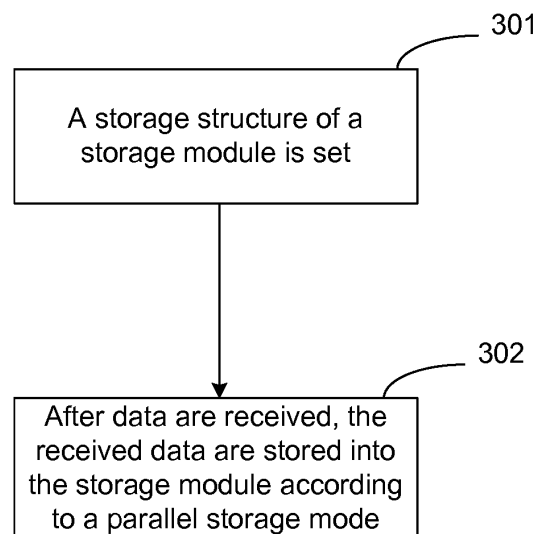 301
A storage structure of a
storage module is set
302
After data are received, the
received data are stored into
the storage module according
to a parallel storage mode